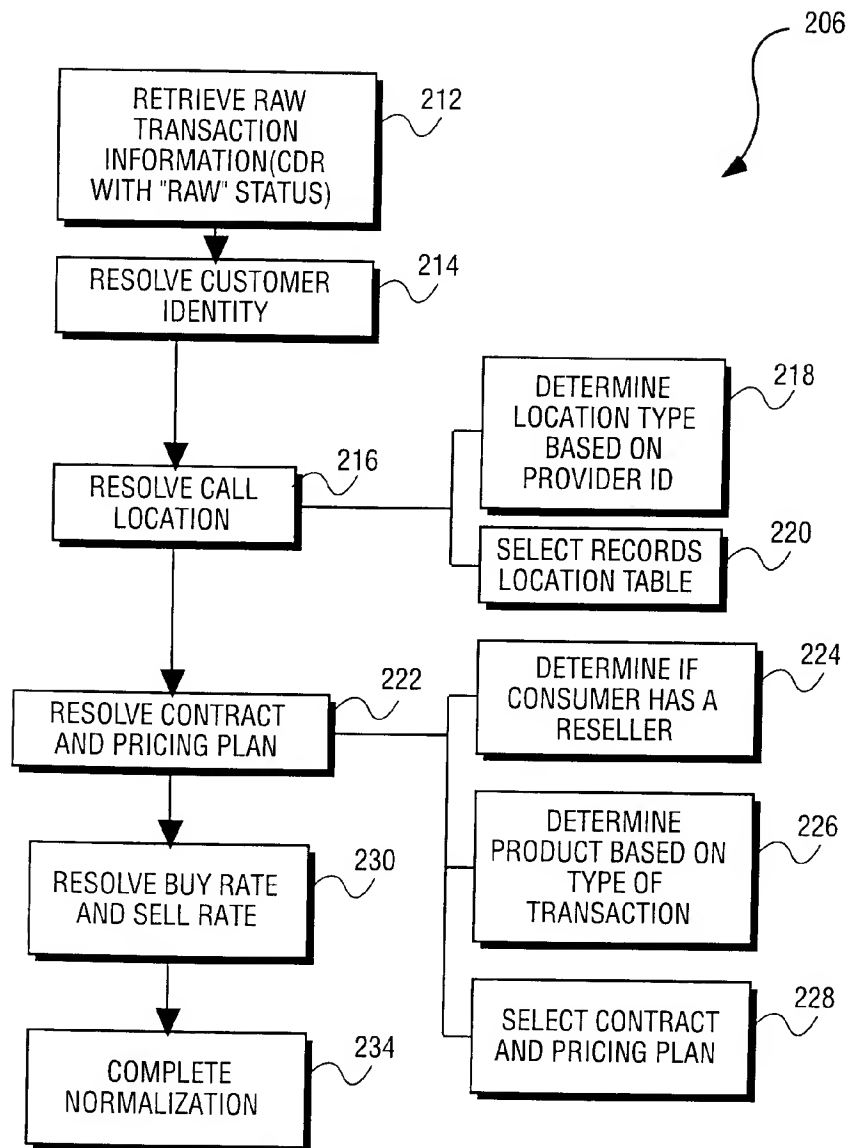 206
RETRIEVE RAW
TRANSACTION
INFORMATION(CDR
WITH "RAW" STATUS)
212
RESOLVE CUSTOMER
IDENTITY
214
RESOLVE CALL
LOCATION
216
DETERMINE
LOCATION TYPE
BASED ON
PROVIDER ID
218
SELECT RECORDS
LOCATION TABLE
220
RESOLVE CONTRACT
AND PRICING PLAN
222
DETERMINE IF
CONSUMER HAS A
RESELLER
224
DETERMINE
PRODUCT BASED ON
TYPE OF
TRANSACTION
226
SELECT CONTRACT
AND PRICING PLAN
228
RESOLVE BUY RATE
AND SELL RATE
230
COMPLETE
NORMALIZATION
234